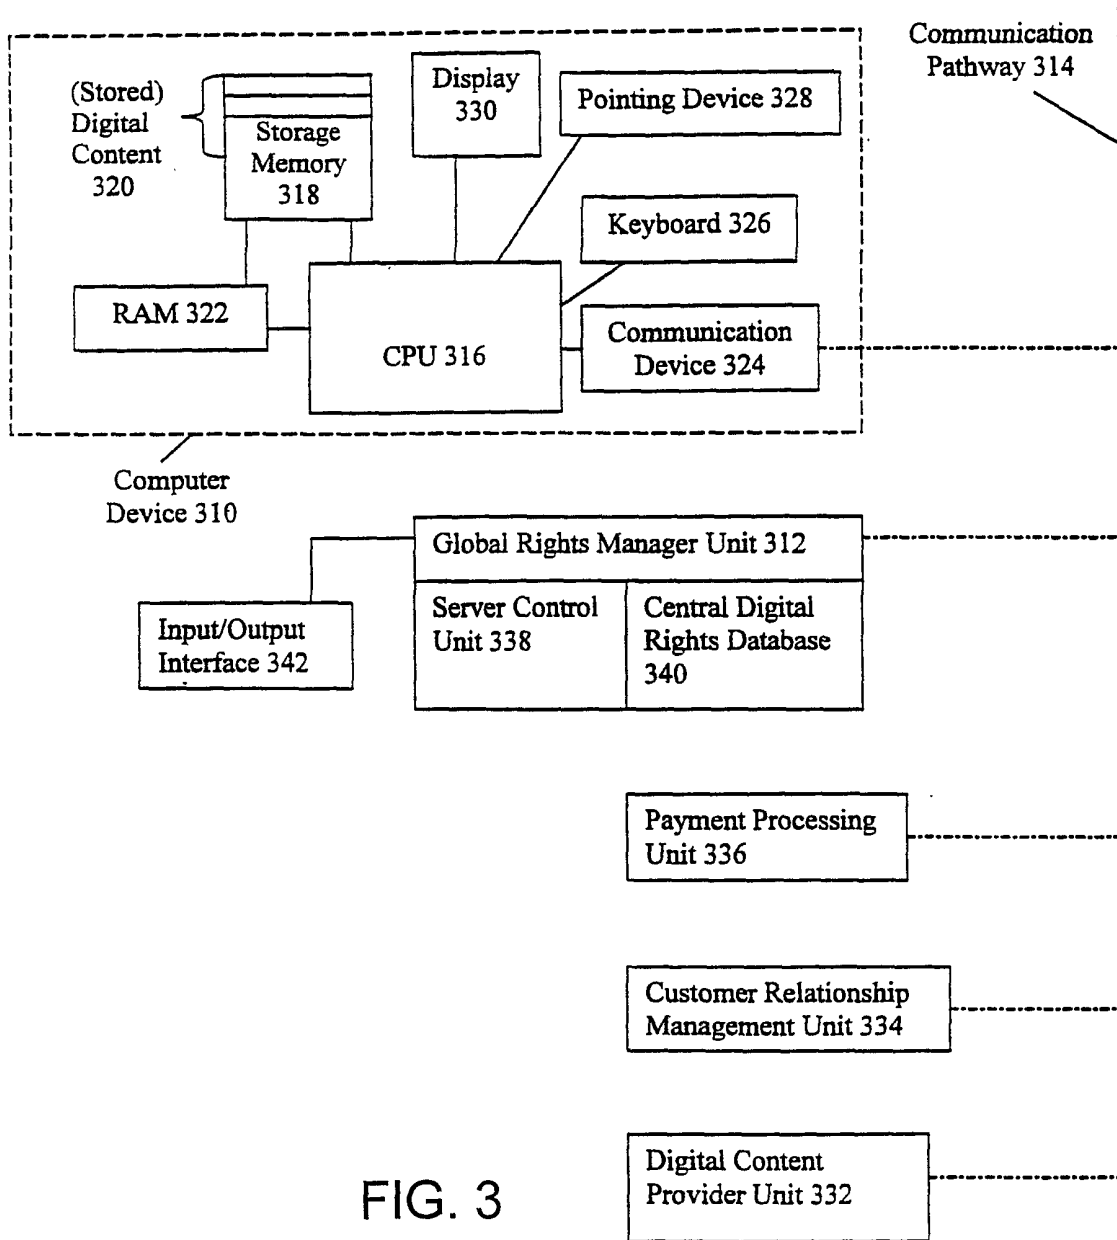 Communication
Pathway 314
(Stored)
Digital
Content
320
Storage
Memory
318
Display
330
Pointing Device 328
Keyboard 326
RAM 322
CPU 316
Communication
Device 324
Computer
Device 310
Global Rights Manager Unit 312
Input/Output
Interface 342
Server Control
Unit 338
Central Digital
Rights Database
340
Payment Processing
Unit 336
Customer Relationship
Management Unit 334
Digital Content
Provider Unit 332
FIG. 3